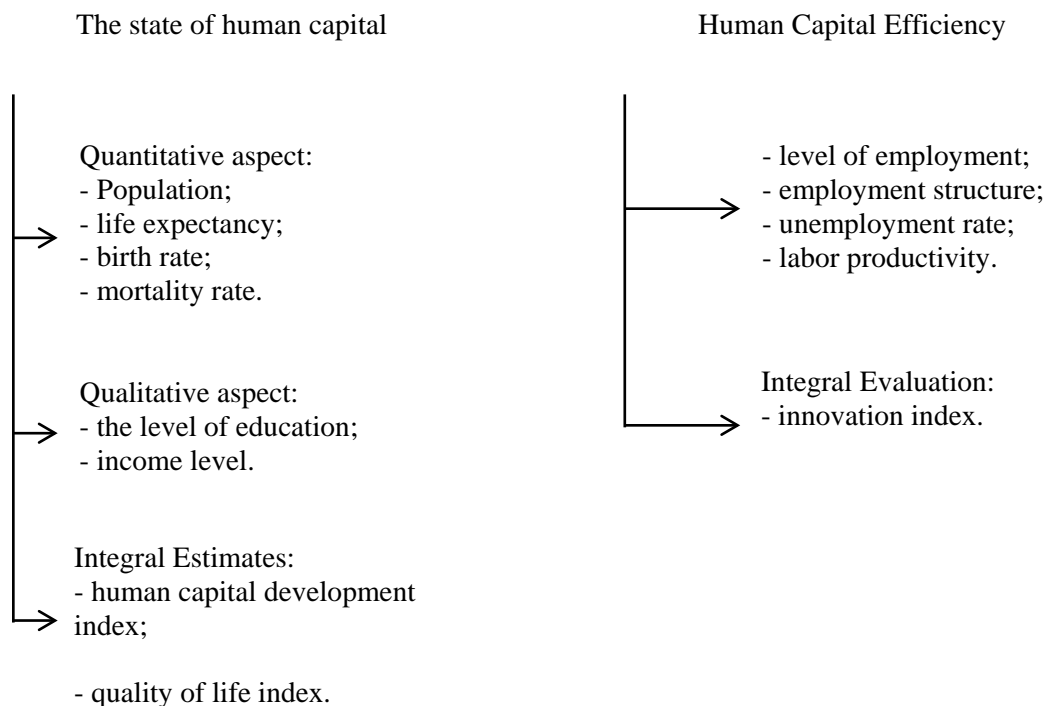 The state of human capital
Quantitative aspect:
- Population;
- life expectancy;
- birth rate;
- mortality rate.
Qualitative aspect:
- the level of education;
- income level.
Integral Estimates:
- human capital development
index;
- quality of life index.
Human Capital Efficiency
- level of employment;
- employment structure;
- unemployment rate;
- labor productivity.
Integral Evaluation:
- innovation index.